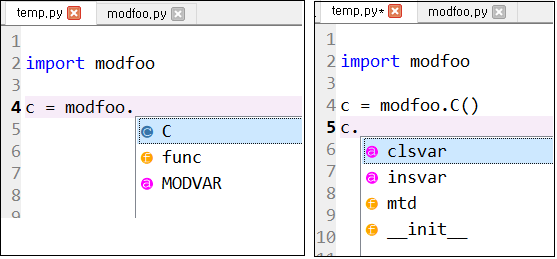 temp.py
modfoo.py
1
2 import modfoo
3
4 c = modfoo.
5 c C
6 f func
7 a MODVAR
8
9
temp.py*
modfoo.py
1
2 import modfoo
3
4 c = modfoo.C()
5 c.
6 a clsvar
7 a insvar
8 f mtd
9 f __init__
10
11